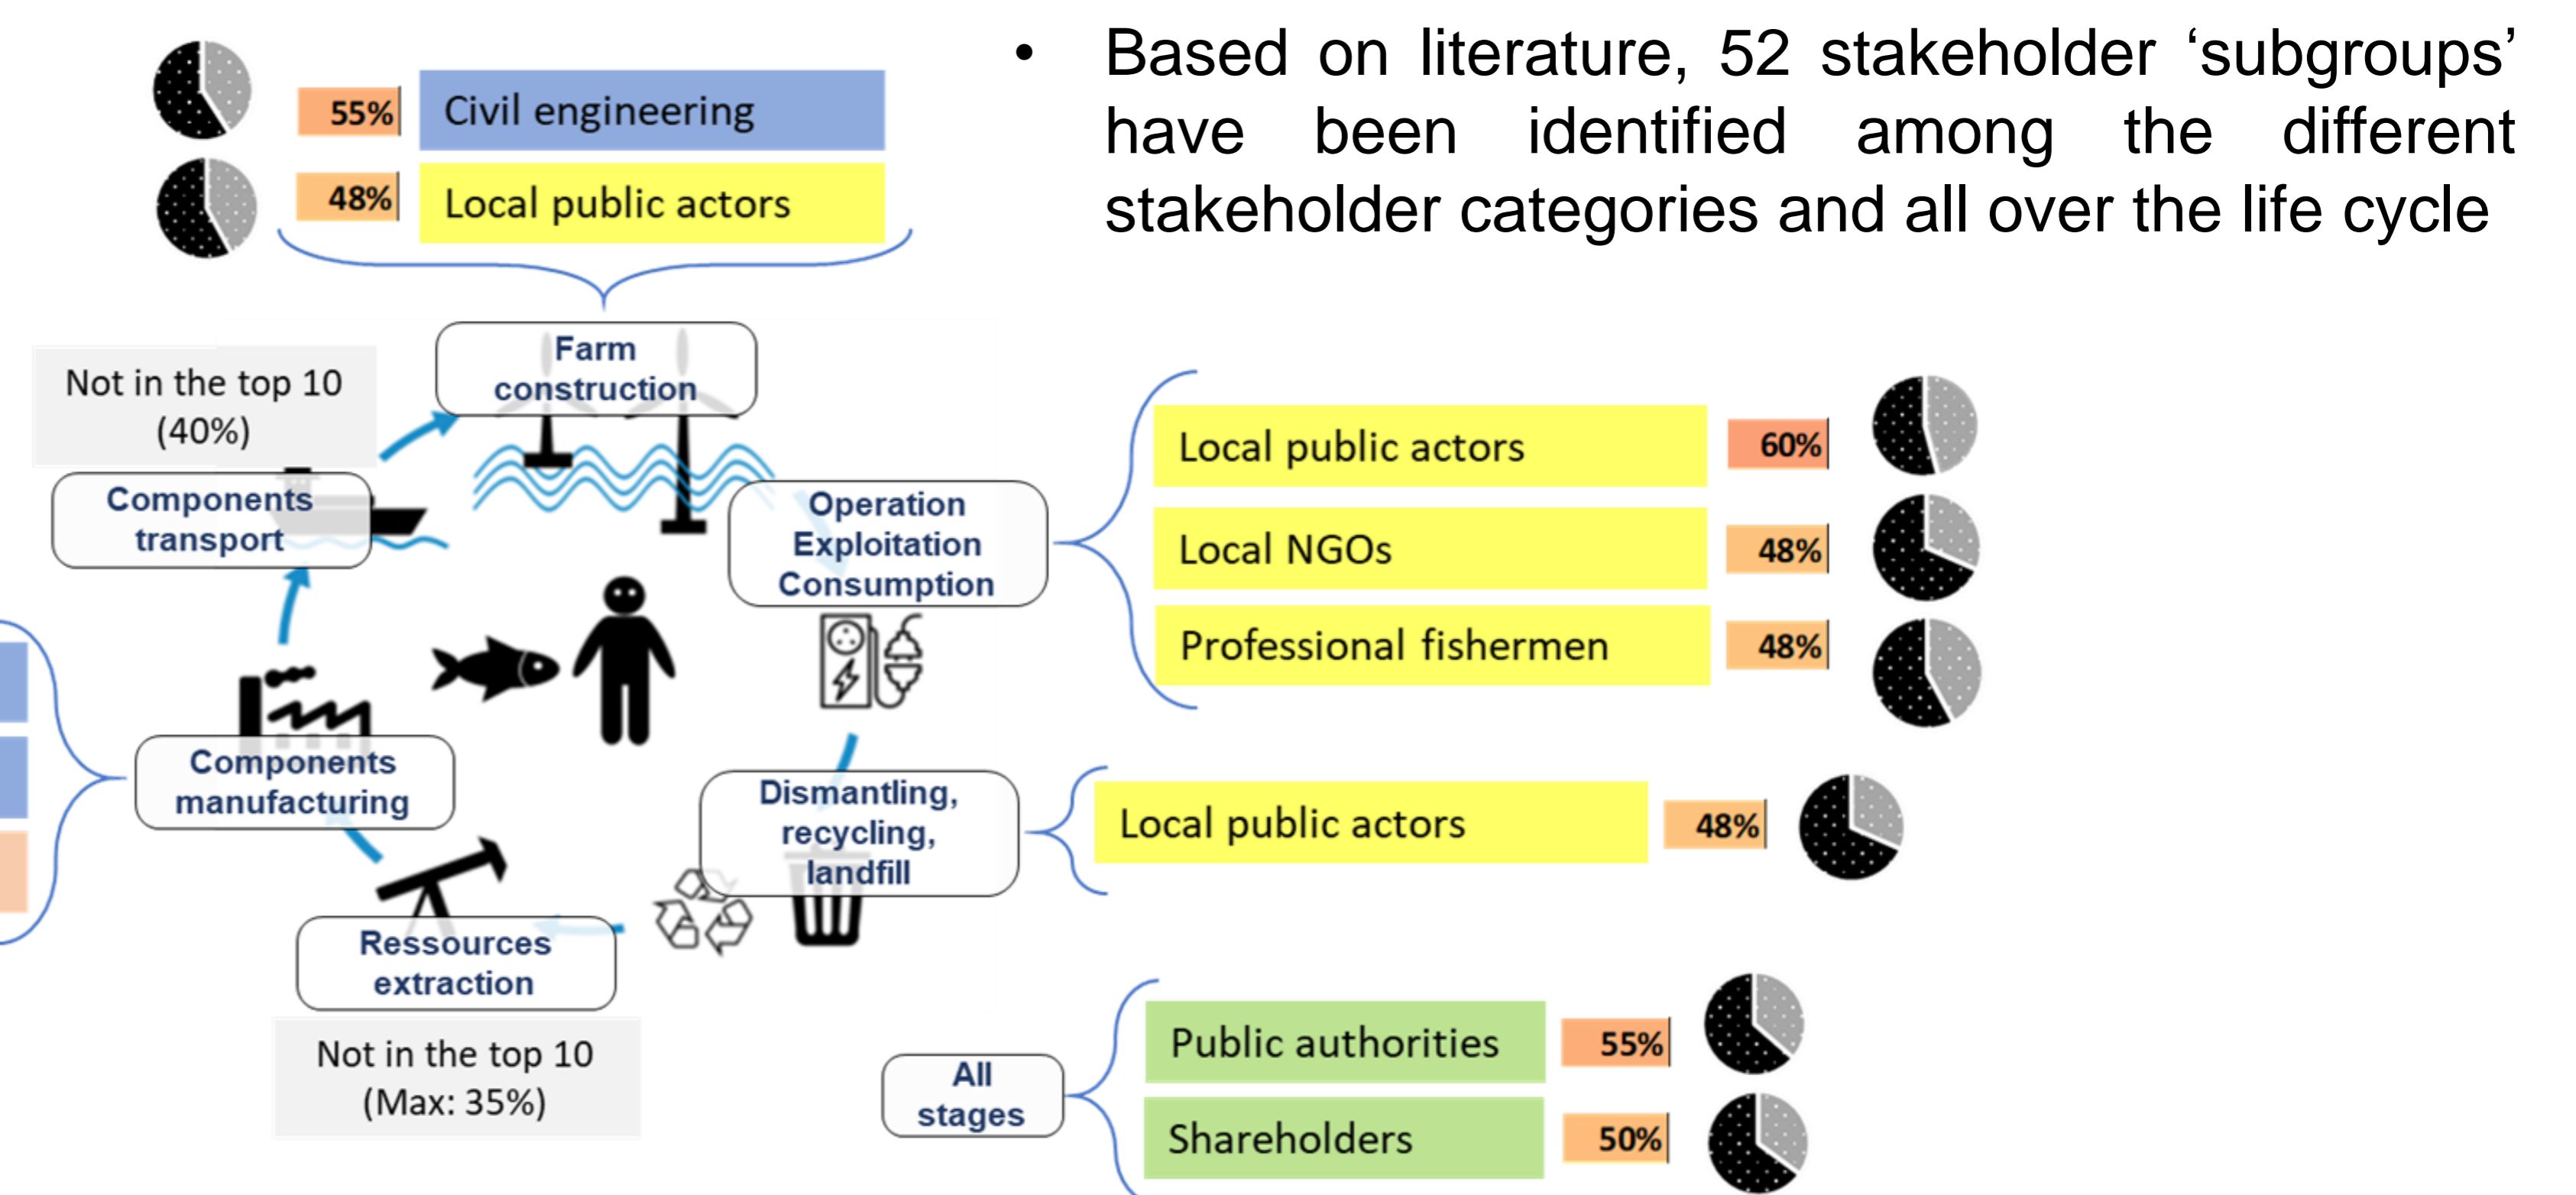 55%
Civil engineering
48%
Local public actors
• Based on literature, 52 stakeholder ‘subgroups’
have been identified among the different
stakeholder categories and all over the life cycle
Not in the top 10
(40%)
Farm
construction
Components
transport
Operation
Exploitation
Consumption
Local public actors
60%
Local NGOs
48%
Professional fishermen
48%
Components
manufacturing
Dismantling,
recycling,
landfill
Local public actors
48%
Ressources
extraction
Not in the top 10
(Max: 35%)
All
stages
Public authorities
55%
Shareholders
50%